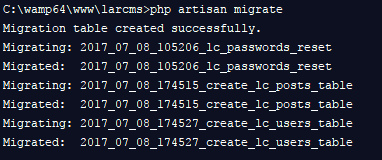 C:\wamp64\www\larcms>php artisan migrate
Migration table created successfully.
Migrating: 2017_07_08_105206_lc_passwords_reset
Migrated:  2017_07_08_105206_lc_passwords_reset
Migrating: 2017_07_08_174515_create_lc_posts_table
Migrated:  2017_07_08_174515_create_lc_posts_table
Migrating: 2017_07_08_174527_create_lc_users_table
Migrated:  2017_07_08_174527_create_lc_users_table